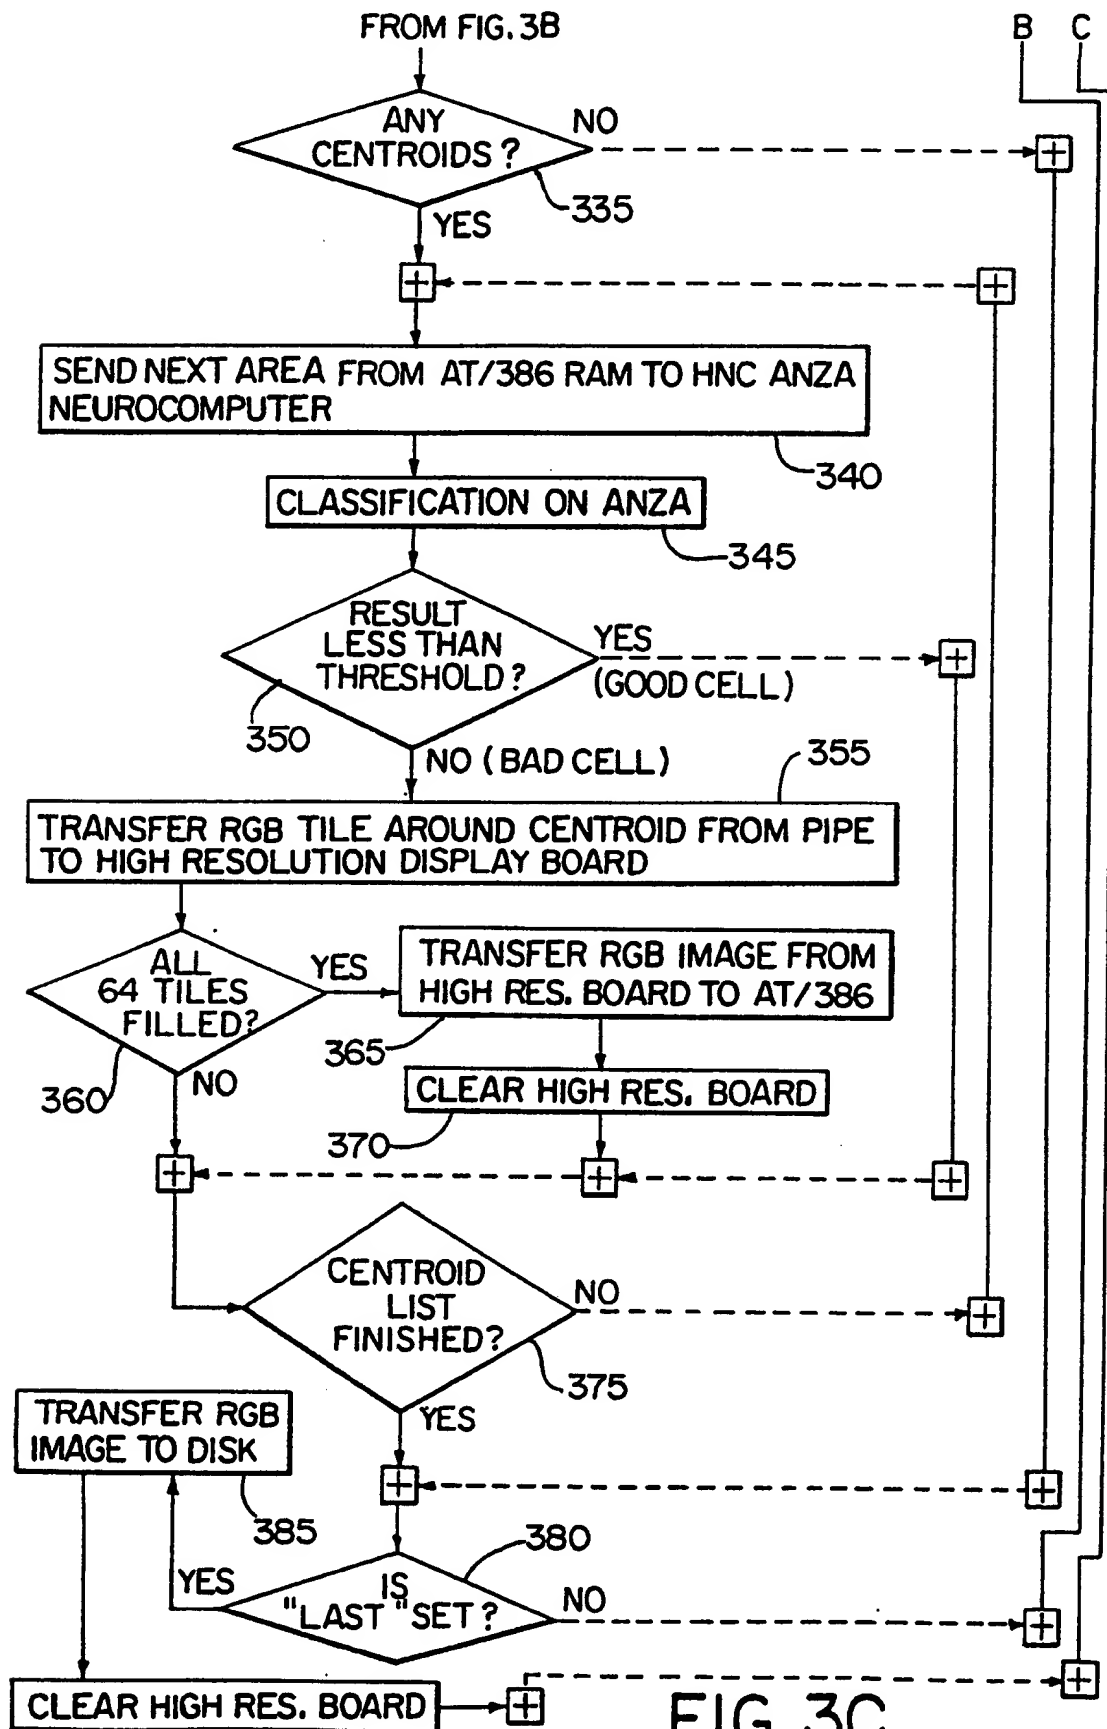 FROM FIG. 3B
B C
ANY
CENTROIDS ?
NO
335
YES
+
+
+
SEND NEXT AREA FROM AT/386 RAM TO HNC ANZA
NEUROCOMPUTER
340
CLASSIFICATION ON ANZA
345
RESULT
LESS THAN
THRESHOLD?
YES
(GOOD CELL)
+
350
NO (BAD CELL)
355
TRANSFER RGB TILE AROUND CENTROID FROM PIPE
TO HIGH RESOLUTION DISPLAY BOARD
ALL
64 TILES
FILLED?
YES
TRANSFER RGB IMAGE FROM
HIGH RES. BOARD TO AT/386
365
360
NO
CLEAR HIGH RES. BOARD
370
+
+
+
CENTROID
LIST
FINISHED?
NO
+
375
YES
TRANSFER RGB
IMAGE TO DISK
385
+
+
380
YES
IS
"LAST" SET ?
NO
+
+
CLEAR HIGH RES. BOARD
+
FIG. 3C